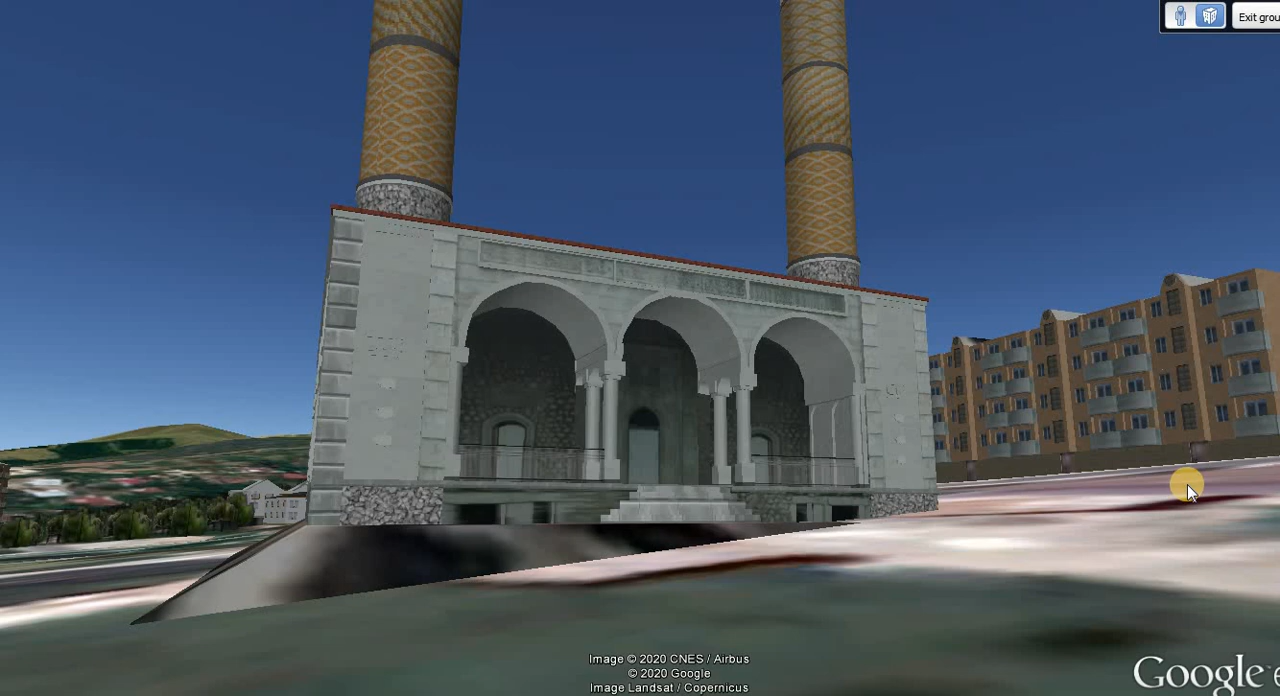 Exit grou
Image © 2020 CNES / Airbus
© 2020 Google
Image Landsat / Copernicus
Google e